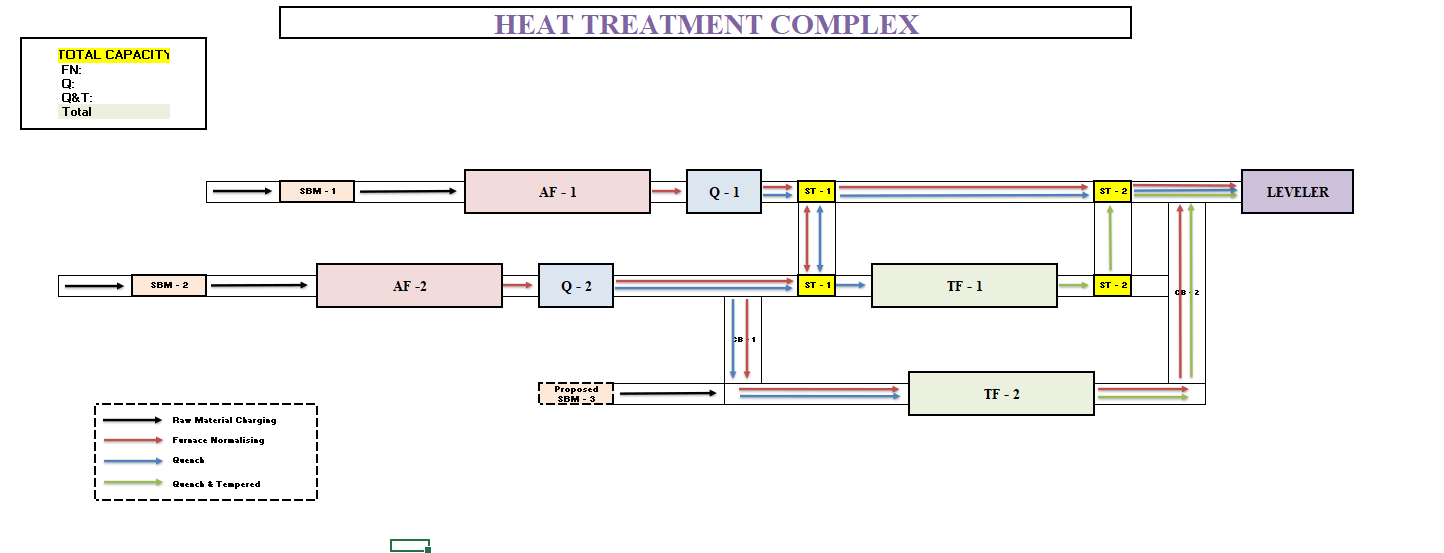 HEAT TREATMENT COMPLEX
TOTAL CAPACITY
FN:
Q:
Q&T:
Total
SBM - 1
AF - 1
Q - 1
ST - 1
ST - 2
LEVELER
SBM - 2
AF -2
Q - 2
ST - 1
TF - 1
ST - 2
CB - 2
CB - 1
Proposed
SBM - 3
TF - 2
Raw Material Charging
Furnace Normalising
Quench
Quench & Tempered